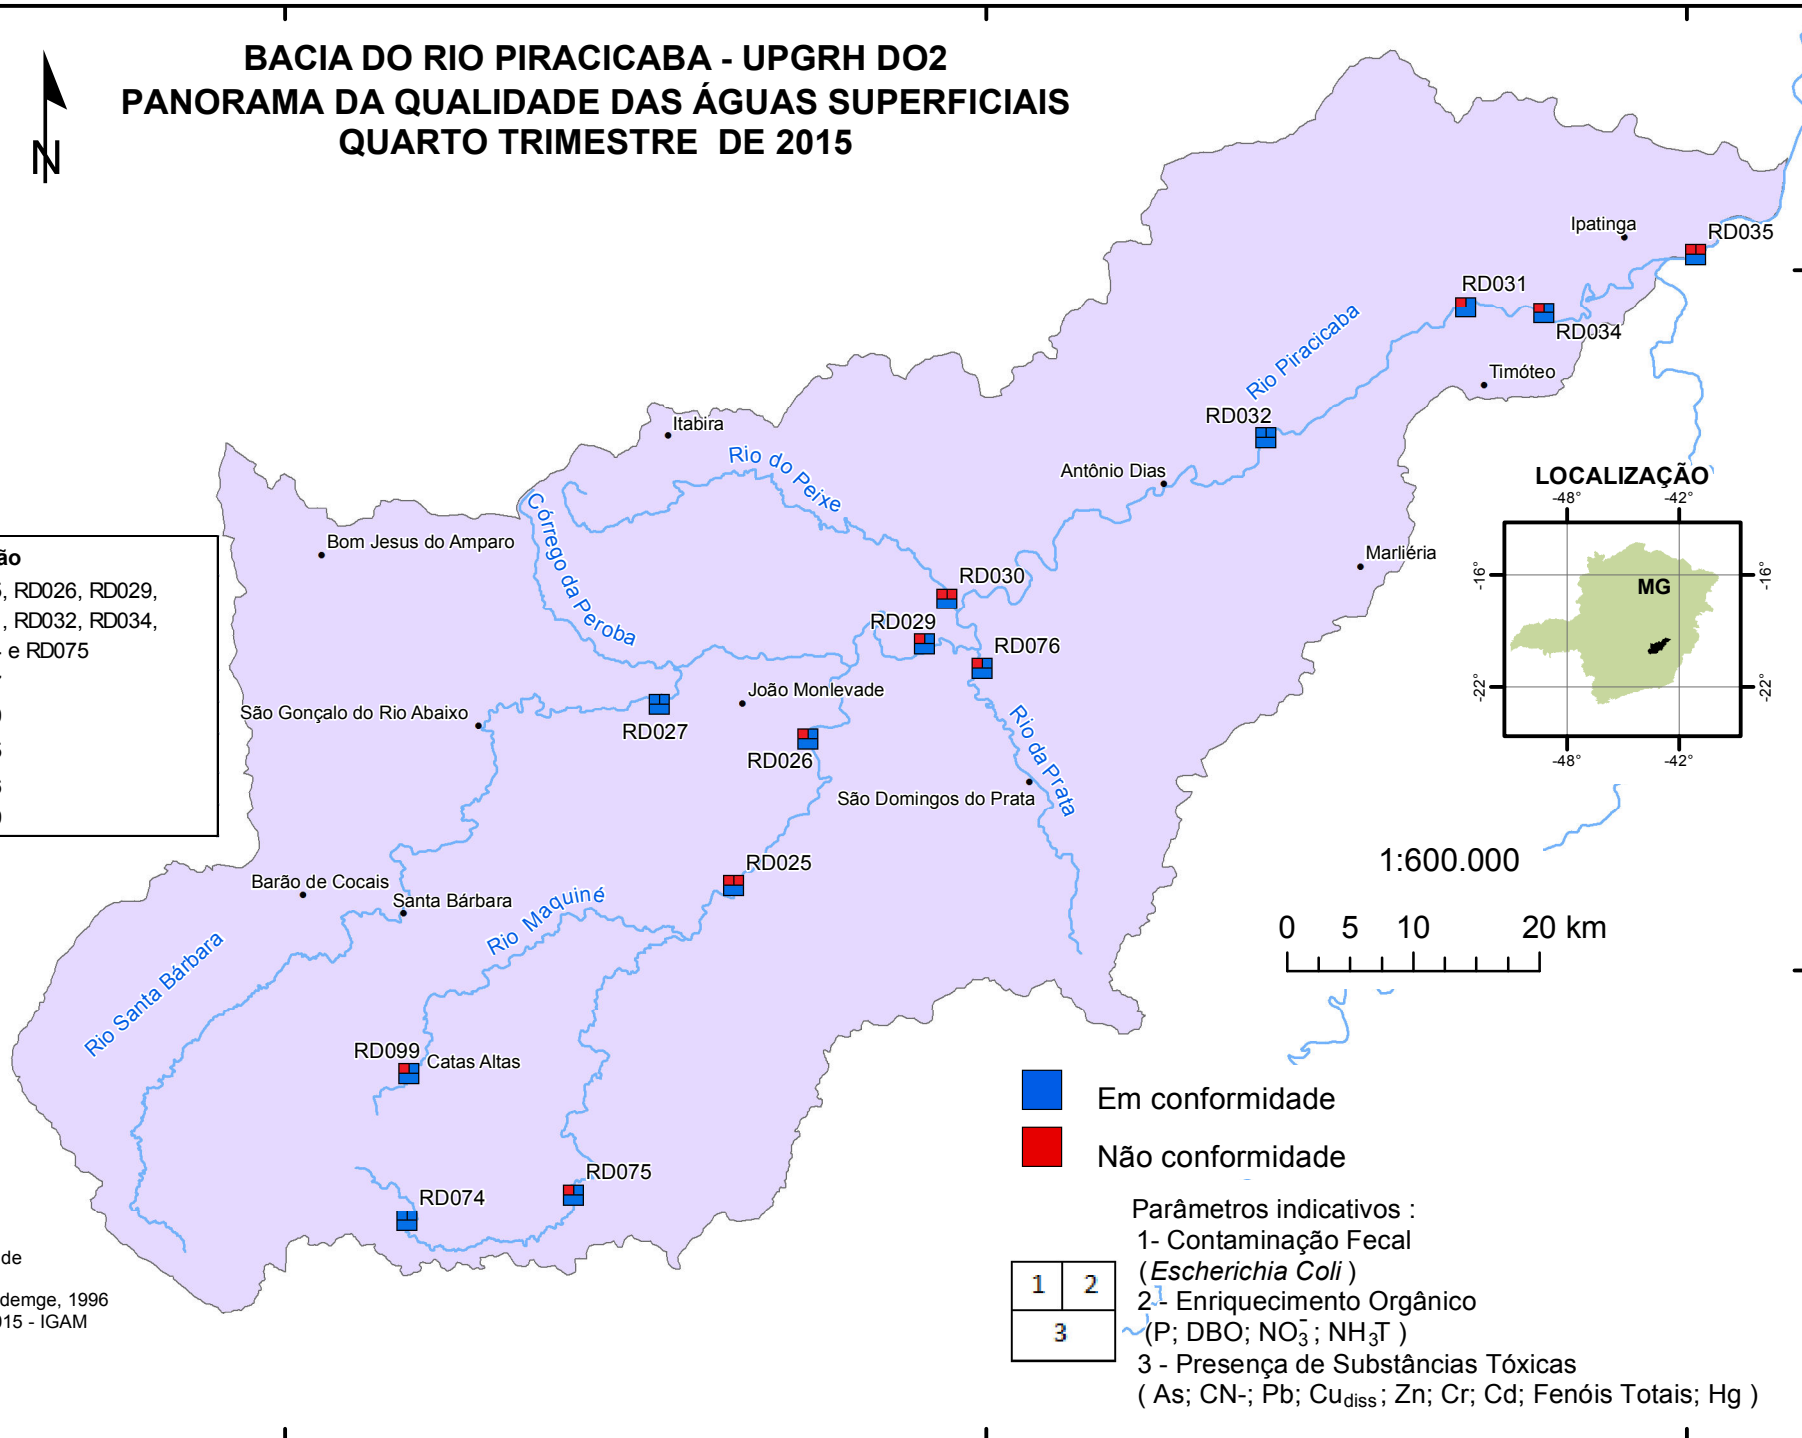 BACIA DO RIO PIRACICABA - UPGRH DO2
PANORAMA DA QUALIDADE DAS ÁGUAS SUPERFICIAIS
QUARTO TRIMESTRE DE 2015
N
Ipatinga
RD035
RD031
RD034
Rio Piracicaba
Timóteo
RD032
Itabira
Rio do Peixe
Antônio Dias
Córrego da Peroba
Bom Jesus do Amparo
Marliéria
RD030
RD029
RD076
João Monlevade
São Gonçalo do Rio Abaixo
RD027
RD026
Rio da Prata
São Domingos do Prata
RD025
Barão de Cocais
Santa Bárbara
Rio Maquiné
Rio Santa Bárbara
RD099
Catas Altas
RD075
RD074
ão
, RD026, RD029,
, RD032, RD034,
e RD075
LOCALIZAÇÃO
-48° -42°
-16° MG -16°
-22° -22°
-48° -42°
1:600.000
0 5 10 20 km
Em conformidade
Não conformidade
Parâmetros indicativos :
1- Contaminação Fecal
(Escherichia Coli )
2 - Enriquecimento Orgânico
(P; DBO; NO₃⁻; NH₃T )
3 - Presença de Substâncias Tóxicas
( As; CN-; Pb; Cudiss; Zn; Cr; Cd; Fenóis Totais; Hg )
1 2
3
de
demge, 1996
015 - IGAM